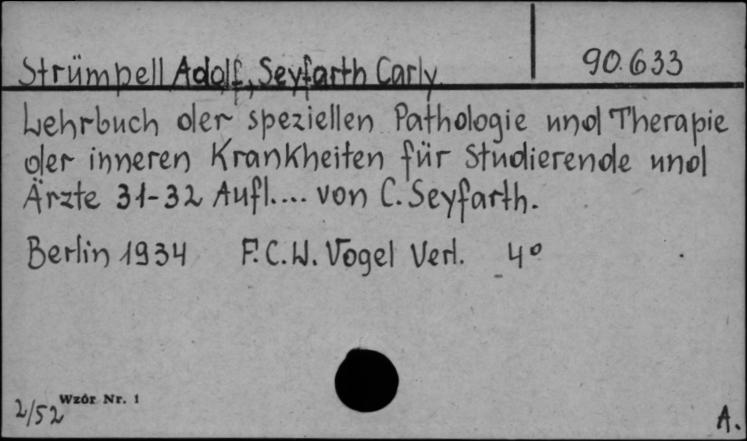 Strümpell Adolf, Seyfarth Carly 90.633
Lehrbuch der speziellen Pathologie und Therapie
der inneren Krankheiten für Studierende und
Ärzte 31-32 Aufl.... von C. Seyfarth.
Berlin 1934 F.C.W. Vogel Verl. 4°
2/52 Wzór Nr. 1
A.